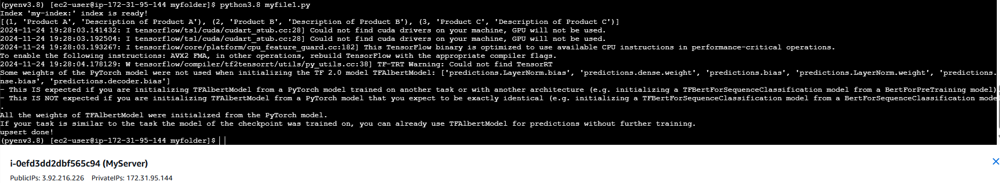 (pyenv3.8) [ec2-user@ip-172-31-95-144 myfolder]$ python3.8 myfile1.py
Index 'my-index:' index is ready!
[(1, 'Product A', 'Description of Product A'), (2, 'Product B', 'Description of Product B'), (3, 'Product C', 'Description of Product C')]
2024-11-24 19:28:03.141432: I tensorflow/tsl/cuda/cudart_stub.cc:28] Could not find cuda drivers on your machine, GPU will not be used.
2024-11-24 19:28:03.192504: I tensorflow/tsl/cuda/cudart_stub.cc:28] Could not find cuda drivers on your machine, GPU will not be used.
2024-11-24 19:28:03.193267: I tensorflow/core/platform/cpu_feature_guard.cc:182] This TensorFlow binary is optimized to use available CPU instructions in performance-critical operations.
To enable the following instructions: AVX2 FMA, in other operations, rebuild TensorFlow with the appropriate compiler flags.
2024-11-24 19:28:04.178129: W tensorflow/compiler/tf2tensorrt/utils/py_utils.cc:38] TF-TRT Warning: Could not find TensorRT
Some weights of the PyTorch model were not used when initializing the TF 2.0 model TFAlbertModel: ['predictions.LayerNorm.bias', 'predictions.dense.weight', 'predictions.bias', 'predictions.LayerNorm.weight', 'predictions.
nse.bias', 'predictions.decoder.bias']
- This IS expected if you are initializing TFAlbertModel from a PyTorch model trained on another task or with another architecture (e.g. initializing a TFBertForSequenceClassification model from a BertForPreTraining model)
- This IS NOT expected if you are initializing TFAlbertModel from a PyTorch model that you expect to be exactly identical (e.g. initializing a TFBertForSequenceClassification model from a BertForSequenceClassification mode
.
All the weights of TFAlbertModel were initialized from the PyTorch model.
If your task is similar to the task the model of the checkpoint was trained on, you can already use TFAlbertModel for predictions without further training.
upsert done!
(pyenv3.8) [ec2-user@ip-172-31-95-144 myfolder]$
i-0efd3dd2dbf565c94 (MyServer)
PublicIPs: 3.92.216.226 PrivateIPs: 172.31.95.144